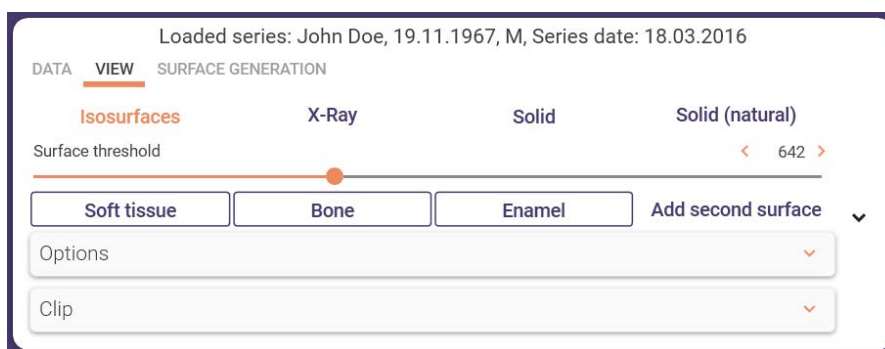 Loaded series: John Doe, 19.11.1967, M, Series date: 18.03.2016
DATA VIEW SURFACE GENERATION
Isosurfaces X-Ray Solid Solid (natural)
Surface threshold < 642 >
Soft tissue Bone Enamel Add second surface
Options
Clip